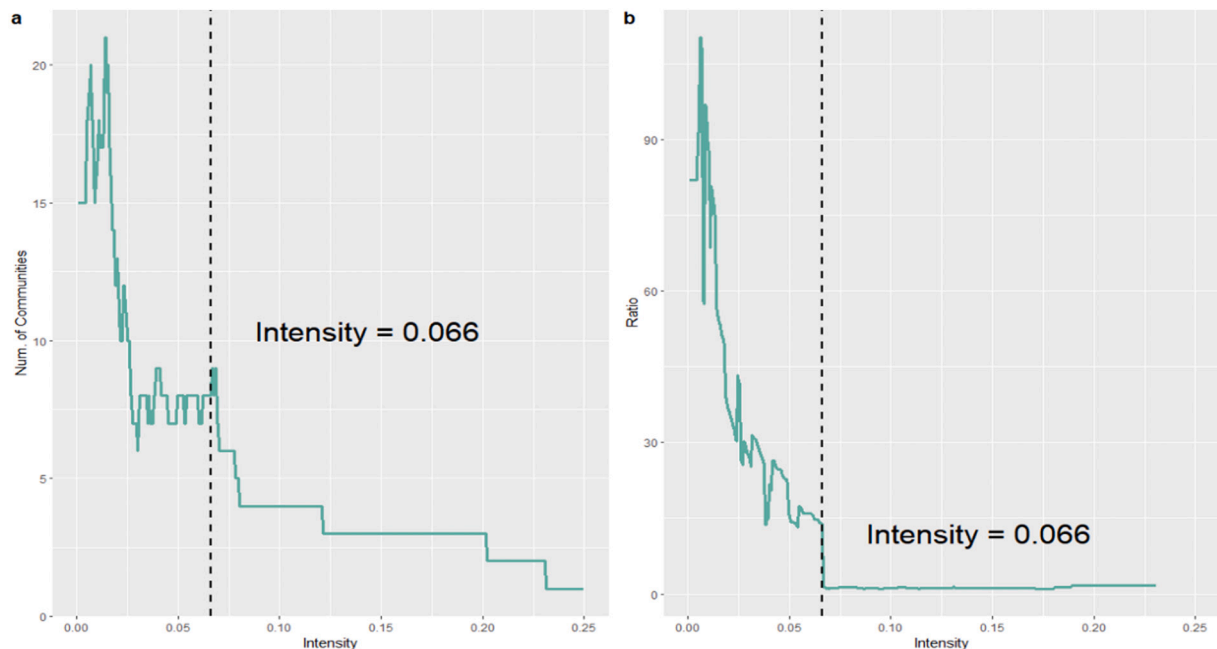 a
Num. of Communities
20
15
10
5
0
Intensity = 0.066
0.00 0.05 0.10 0.15 0.20 0.25
Intensity
b
Ratio
90
60
30
0
Intensity = 0.066
0.00 0.05 0.10 0.15 0.20 0.25
Intensity